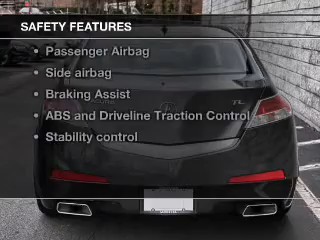 SAFETY FEATURES
• Passenger Airbag
• Side airbag
• Braking Assist
• ABS and Driveline Traction Control
• Stability control
TL